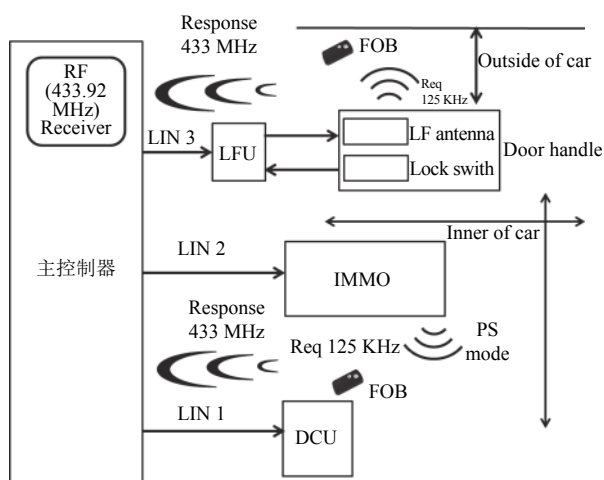 Response
433 MHz
FOB
Outside of car
RF
(433.92
MHz)
Receiver
Req
125 KHz
LIN 3
LFU
LF antenna
Lock swith
Door handle
Inner of car
主控制器
LIN 2
IMMO
Response
433 MHz
Req 125 KHz
PS
mode
FOB
LIN 1
DCU